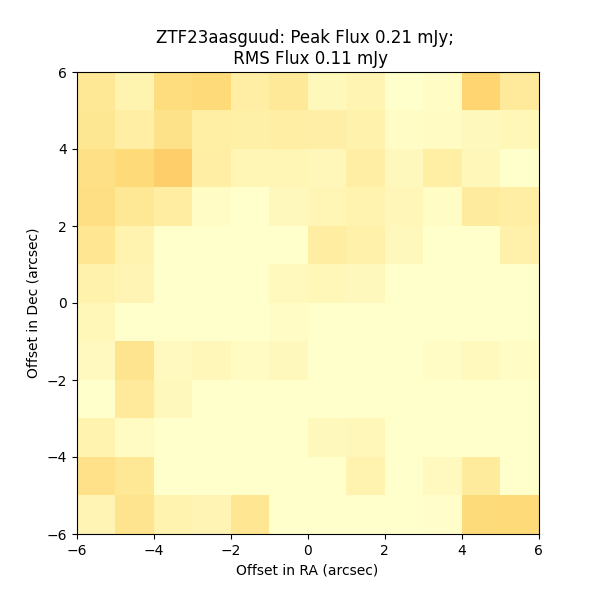 ZTF23aasguud: Peak Flux 0.21 mJy;
RMS Flux 0.11 mJy
6
4
2
0
−2
−4
−6
Offset in Dec (arcsec)
−6 −4 −2 0 2 4 6
Offset in RA (arcsec)